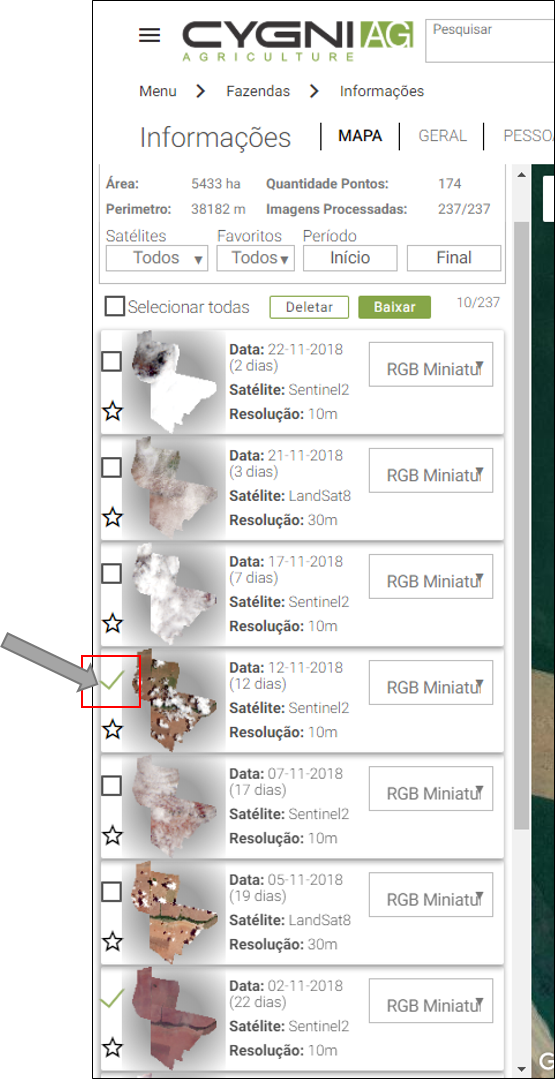 CYGNI AG
AGRICULTURE
Pesquisar
Menu > Fazendas > Informações
Informações | MAPA | GERAL | PESSO
Área: 5433 ha Quantidade Pontos: 174
Perimetro: 38182 m Imagens Processadas: 237/237
Satélites Favoritos Período
Todos Todos Início Final
Selecionar todas Deletar Baixar 10/237
Data: 22-11-2018
(2 dias)
RGB Miniatu
Satélite: Sentinel2
Resolução: 10m
Data: 21-11-2018
(3 dias)
RGB Miniatu
Satélite: LandSat8
Resolução: 30m
Data: 17-11-2018
(7 dias)
RGB Miniatu
Satélite: Sentinel2
Resolução: 10m
Data: 12-11-2018
(12 dias)
RGB Miniatu
Satélite: Sentinel2
Resolução: 10m
Data: 07-11-2018
(17 dias)
RGB Miniatu
Satélite: Sentinel2
Resolução: 10m
Data: 05-11-2018
(19 dias)
RGB Miniatu
Satélite: LandSat8
Resolução: 30m
Data: 02-11-2018
(22 dias)
RGB Miniatu
Satélite: Sentinel2
Resolução: 10m
G